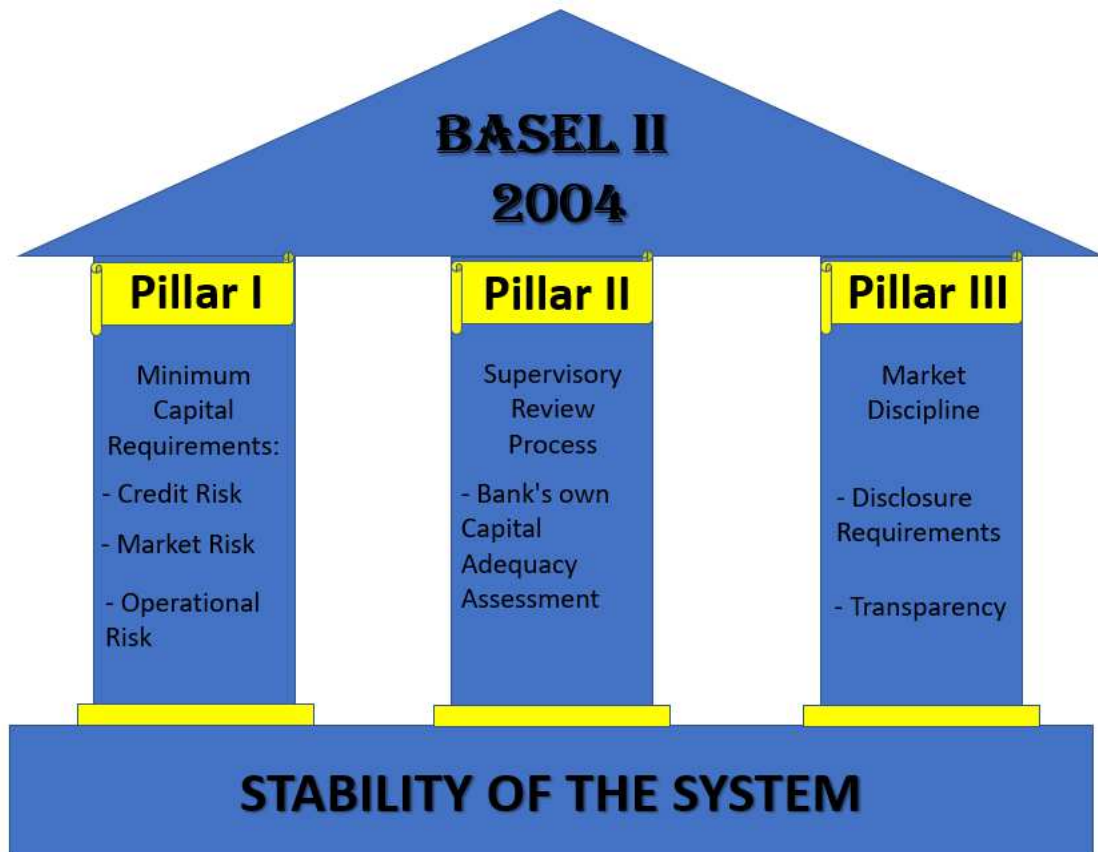 BASEL II
2004
Pillar I
Minimum
Capital
Requirements:
- Credit Risk
- Market Risk
- Operational
Risk
Pillar II
Supervisory
Review
Process
- Bank's own
Capital
Adequacy
Assessment
Pillar III
Market
Discipline
- Disclosure
Requirements
- Transparency
STABILITY OF THE SYSTEM